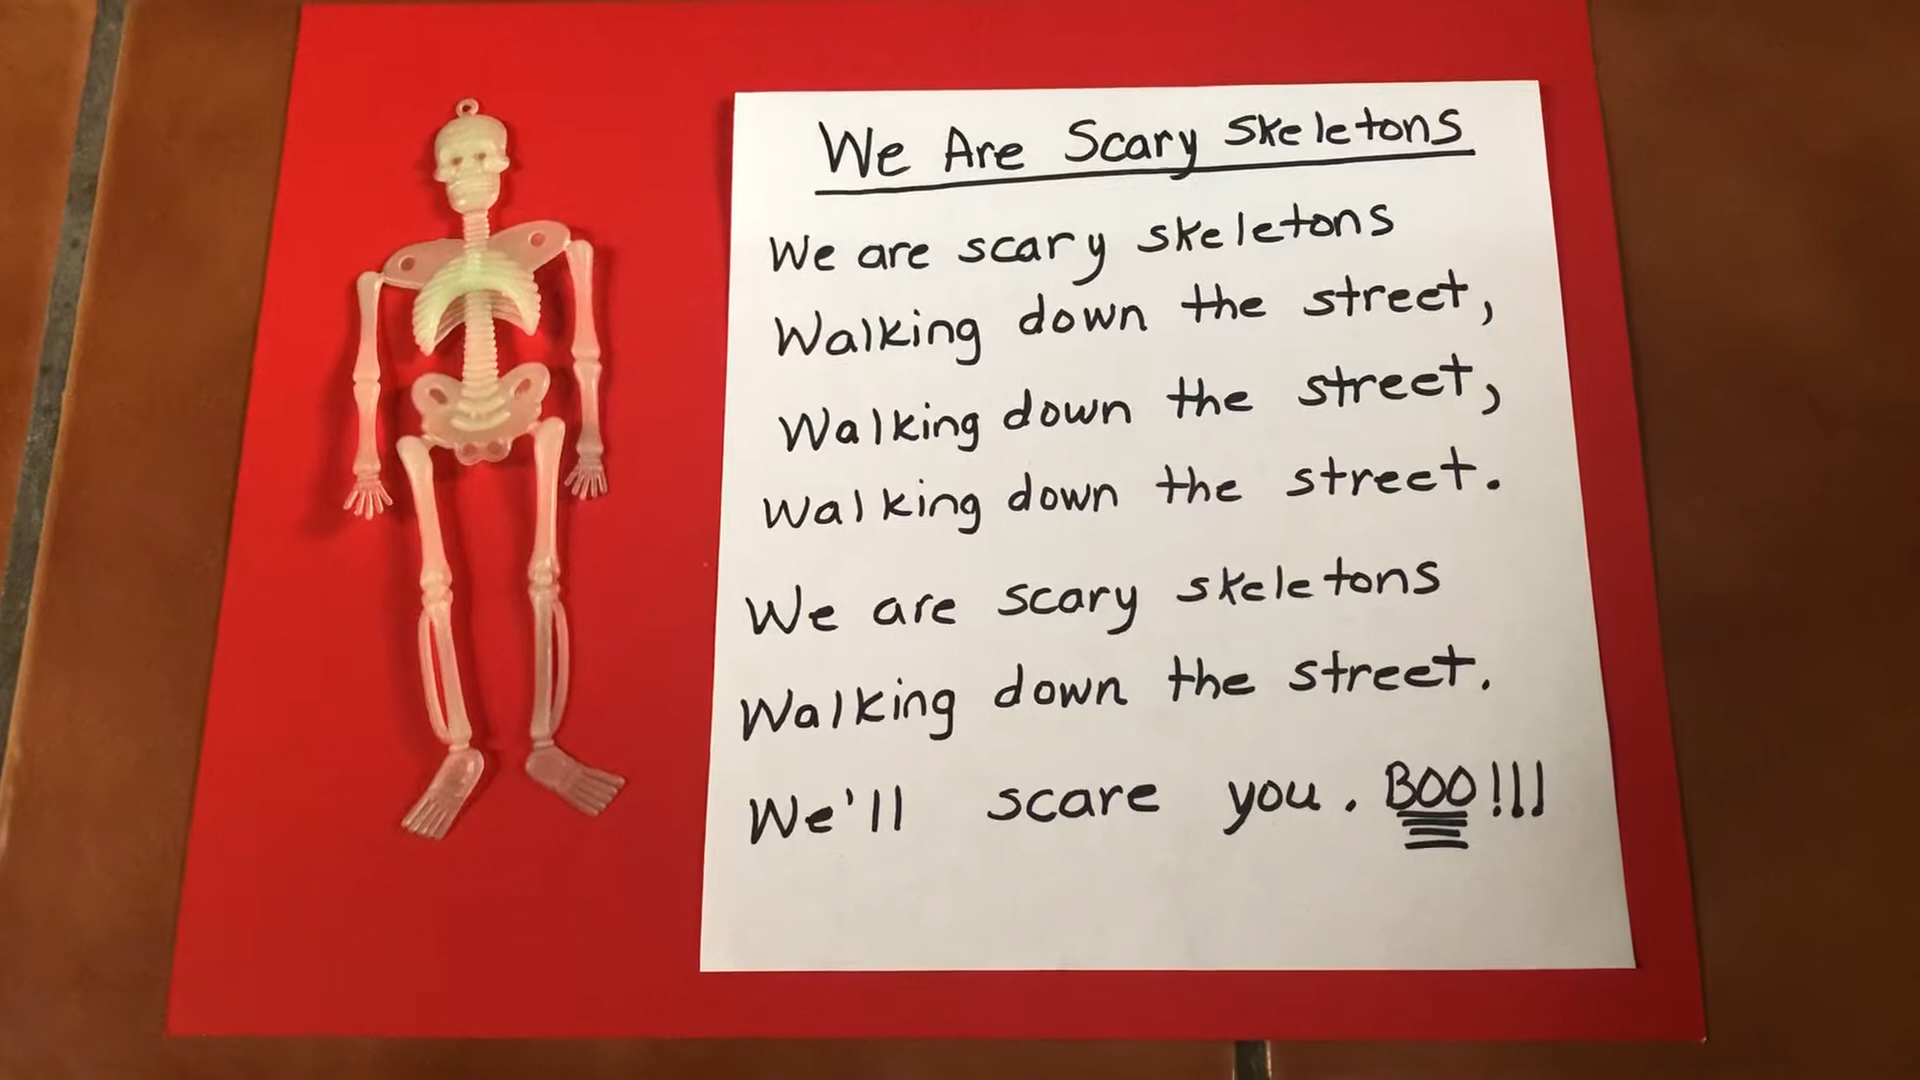 We Are Scary Skeletons
We are scary skeletons
Walking down the street,
Walking down the street,
Walking down the street.
We are scary skeletons
Walking down the street.
We'll scare you. BOO!!!